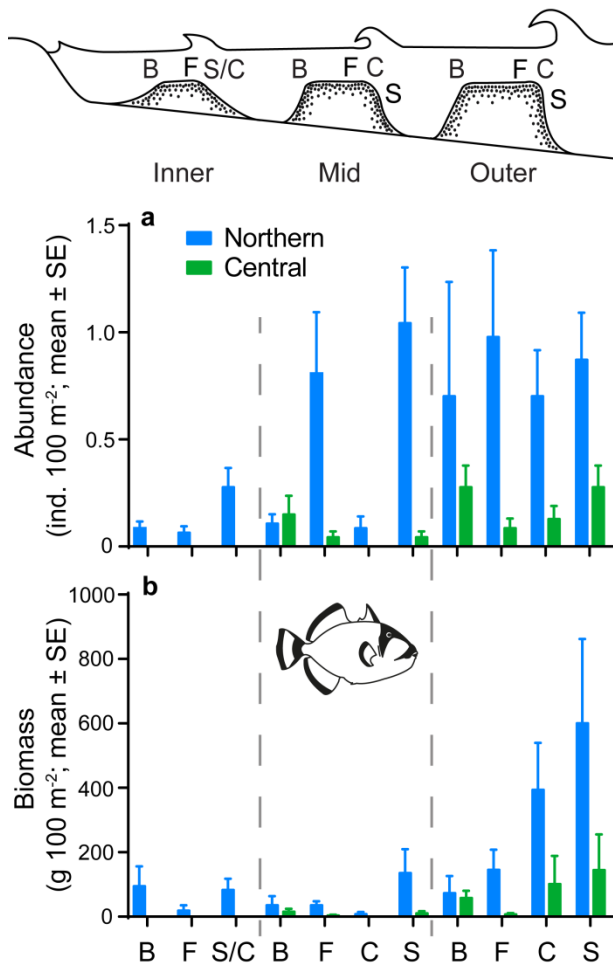 B F S/C B F C S B F C S
Inner Mid Outer
a
Northern
Central
Abundance
(ind. 100 m⁻²; mean ± SE)
1.5
1.0
0.5
0
b
Biomass
(g 100 m⁻²; mean ± SE)
1000
800
600
400
200
0
B F S/C B F C S B F C S